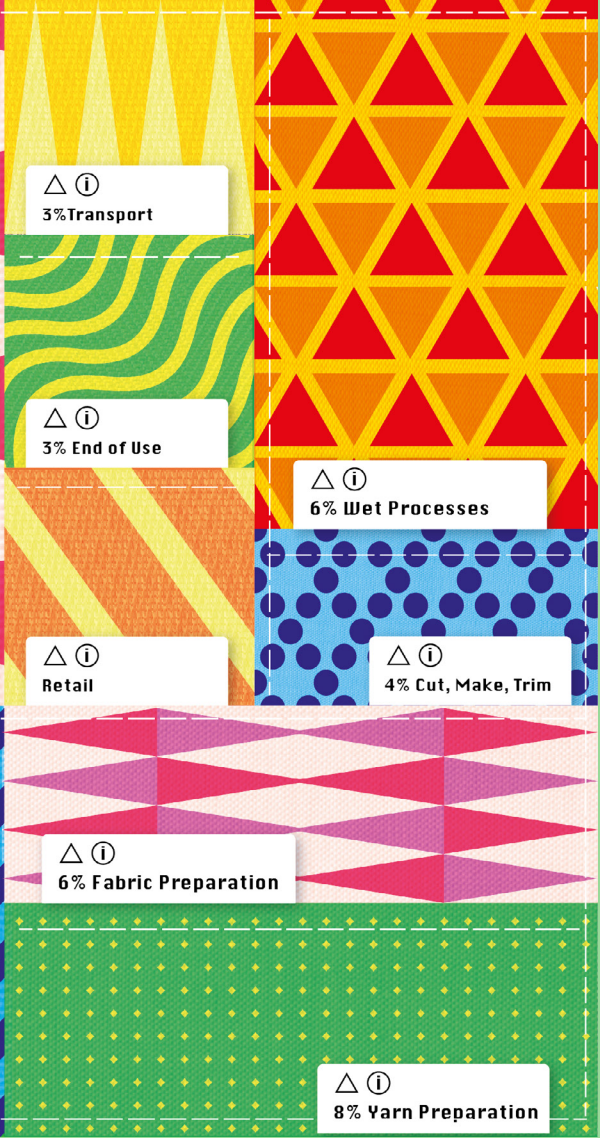 3%Transport
3% End of Use
6% Wet Processes
Retail
4% Cut, Make, Trim
6% Fabric Preparation
8% Yarn Preparation